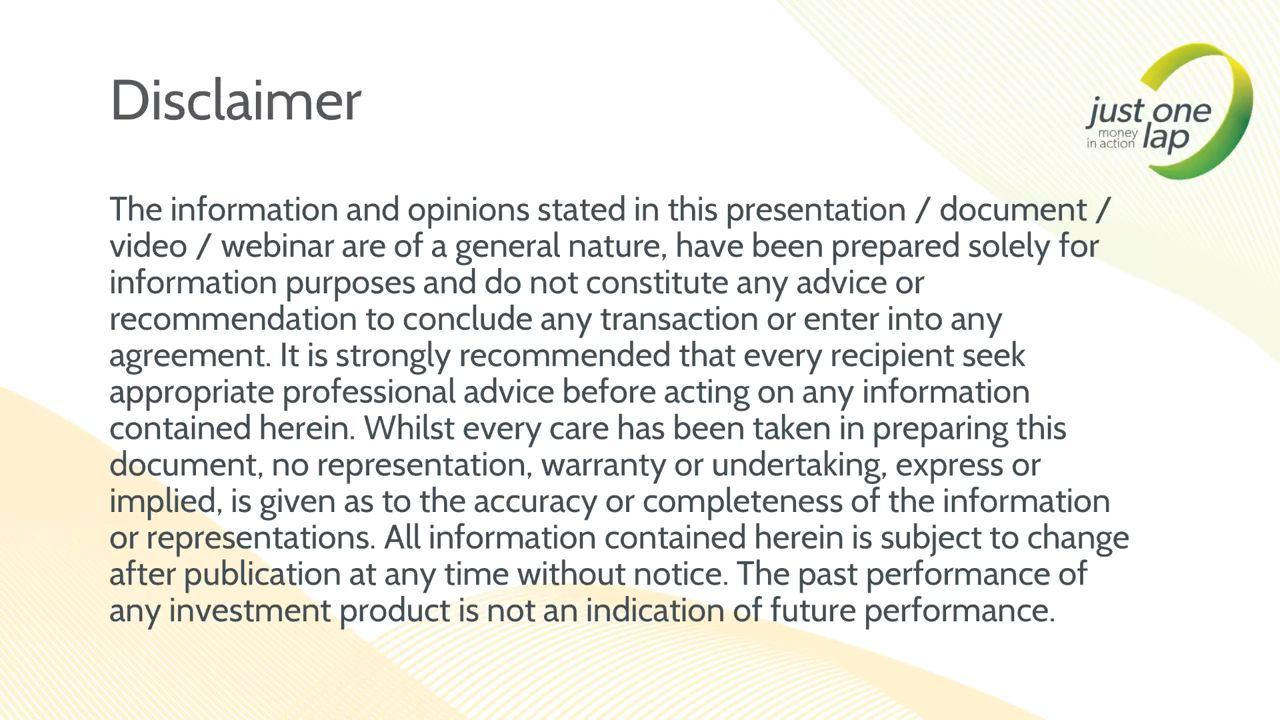 Disclaimer
just one
money
in action lap
The information and opinions stated in this presentation / document /
video / webinar are of a general nature, have been prepared solely for
information purposes and do not constitute any advice or
recommendation to conclude any transaction or enter into any
agreement. It is strongly recommended that every recipient seek
appropriate professional advice before acting on any information
contained herein. Whilst every care has been taken in preparing this
document, no representation, warranty or undertaking, express or
implied, is given as to the accuracy or completeness of the information
or representations. All information contained herein is subject to change
after publication at any time without notice. The past performance of
any investment product is not an indication of future performance.